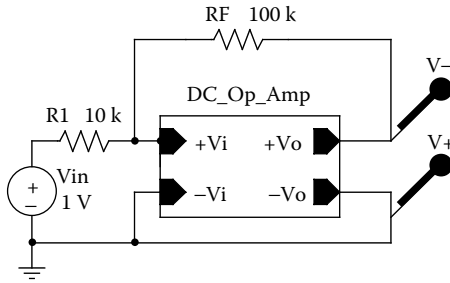 RF 100 k
V−
DC_Op_Amp
R1 10 k
V+
+Vi +Vo
Vin
+
−
1 V
−Vi −Vo